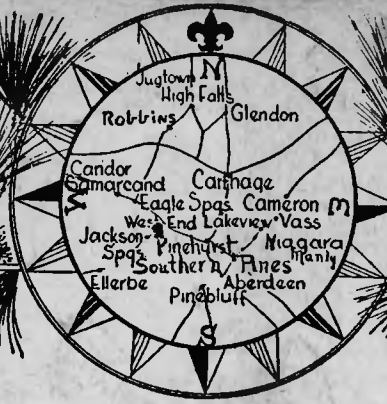 N
Jugtown
High Falls
Robbins
Glendon
Candor
Samarcand
Carthage
W
Eagle Spgs. Cameron
E
West End Lakeview Vass
Jackson
Spgs.
Pinehurst
Niagara
Manly
Southern Pines
Ellerbe
Aberdeen
Pinebluff
S